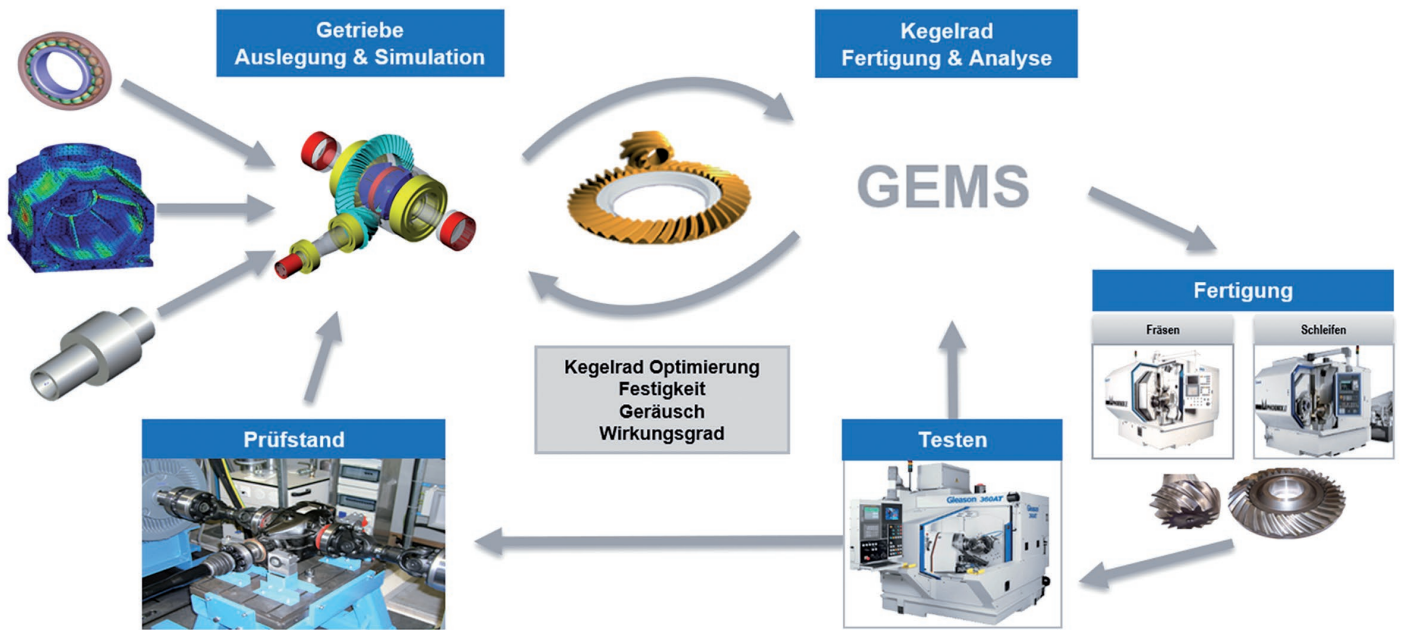 Getriebe
Auslegung & Simulation
Kegelrad
Fertigung & Analyse
GEMS
Fertigung
Fräsen
Schleifen
Kegelrad Optimierung
Festigkeit
Geräusch
Wirkungsgrad
Prüfstand
Testen
Gleason 360AT